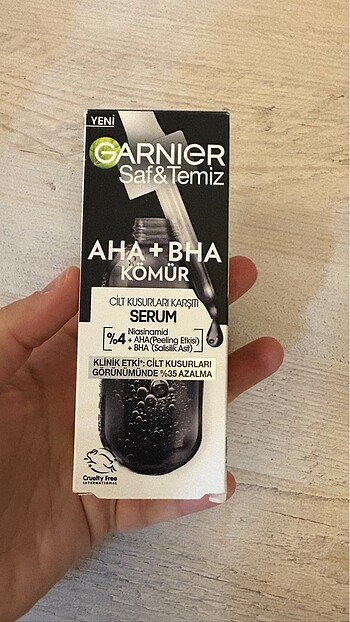 YENİ
GARNIER
Saf&Temiz
AHA+BHA
KÖMÜR
CİLT KUSURLARI KARŞITI
SERUM
%4 Niasinamid
+ AHA(Peeling Etkisi)
+ BHA (Salisilik Asit)
KLİNİK ETKİ*: CİLT KUSURLARI
GÖRÜNÜMÜNDE %35 AZALMA
Cruelty Free
INTERNATIONAL